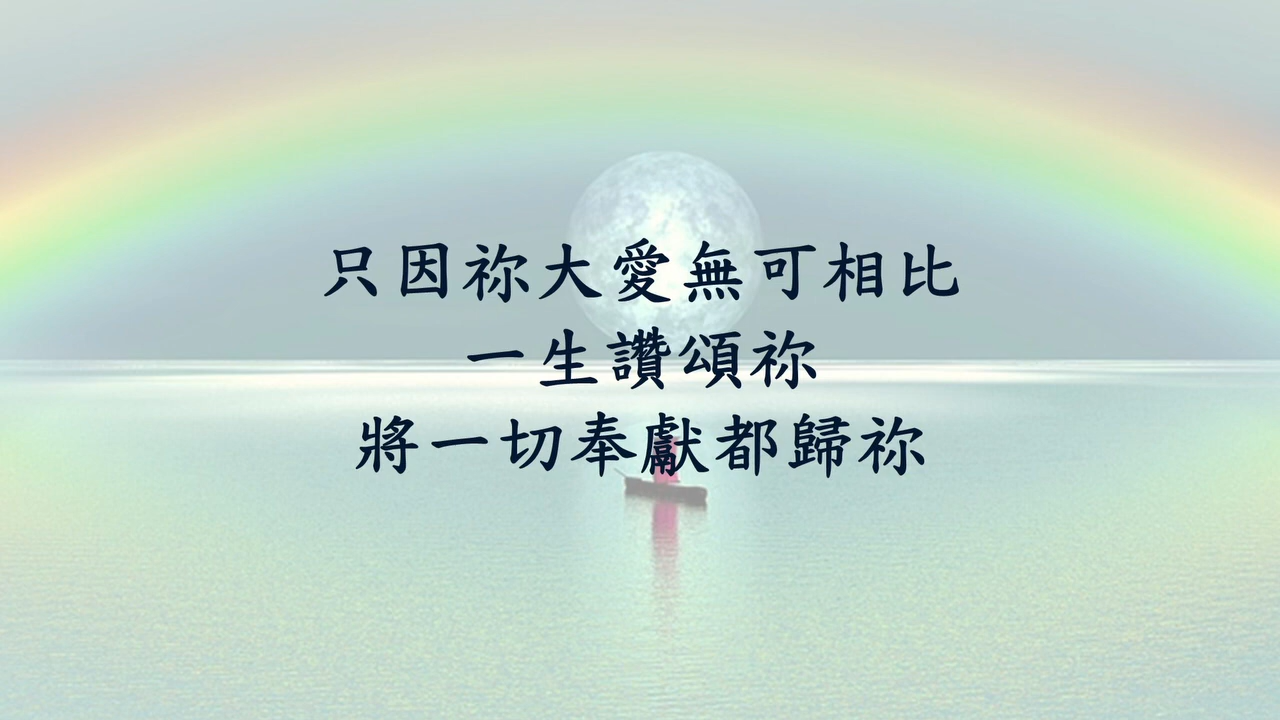 只因祢大愛無可相比
一生讚頌祢
將一切奉獻都歸祢